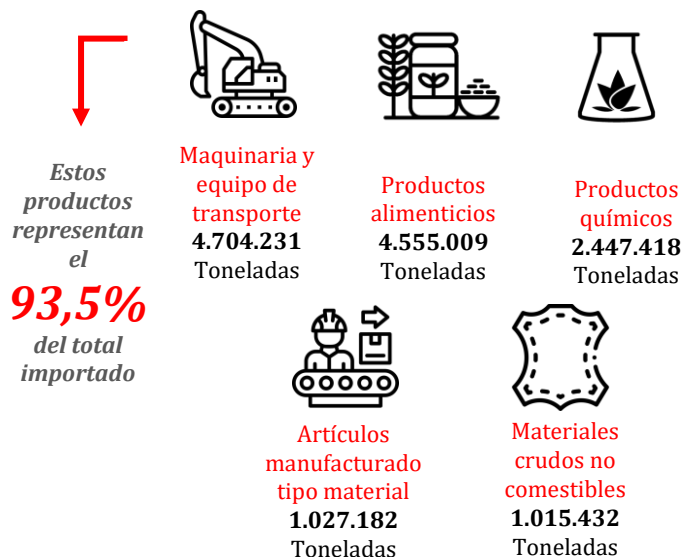 Estos
productos
representan
el
93,5%
del total
importado
Maquinaria y
equipo de
transporte
4.704.231
Toneladas
Productos
alimenticios
4.555.009
Toneladas
Productos
químicos
2.447.418
Toneladas
Artículos
manufacturado
tipo material
1.027.182
Toneladas
Materiales
crudos no
comestibles
1.015.432
Toneladas